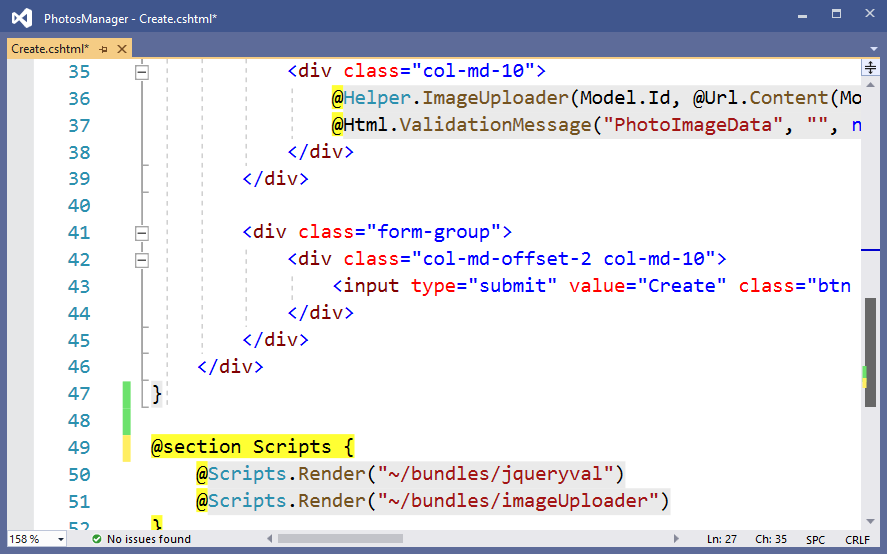 PhotosManager - Create.cshtml*
Create.cshtml*
35 <div class="col-md-10">
36 @Helper.ImageUploader(Model.Id, @Url.Content(Mo
37 @Html.ValidationMessage("PhotoImageData", "", n
38 </div>
39 </div>
40
41 <div class="form-group">
42 <div class="col-md-offset-2 col-md-10">
43 <input type="submit" value="Create" class="btn
44 </div>
45 </div>
46 </div>
47 }
48
49 @section Scripts {
50 @Scripts.Render("~/bundles/jqueryval")
51 @Scripts.Render("~/bundles/imageUploader")
52 }
158 % No issues found Ln: 27 Ch: 35 SPC CRLF